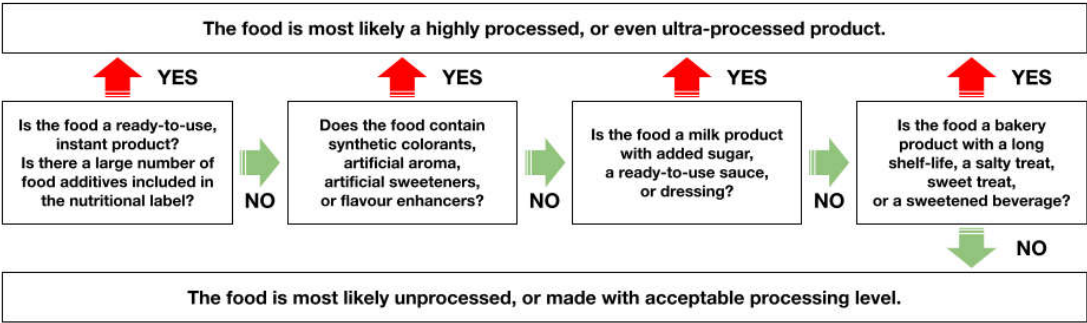 The food is most likely a highly processed, or even ultra-processed product.
YES
YES
YES
YES
Is the food a ready-to-use,
instant product?
Is there a large number of
food additives included in
the nutritional label?
NO
Does the food contain
synthetic colorants,
artificial aroma,
artificial sweeteners,
or flavour enhancers?
NO
Is the food a milk product
with added sugar,
a ready-to-use sauce,
or dressing?
NO
Is the food a bakery
product with a long
shelf-life, a salty treat,
sweet treat,
or a sweetened beverage?
NO
The food is most likely unprocessed, or made with acceptable processing level.